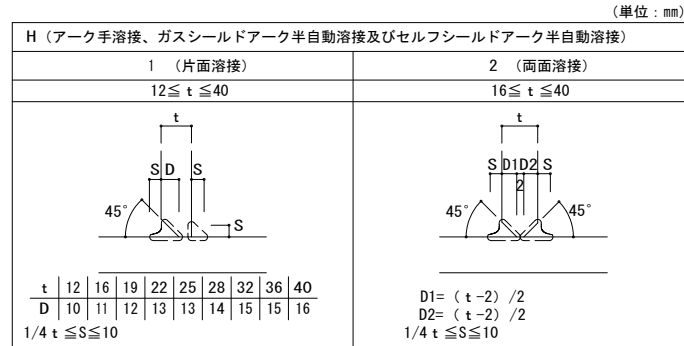 (単位：㎜)
H（アーク手溶接、ガスシールドアーク半自動溶接及びセルフシールドアーク半自動溶接）
1 （片面溶接）
2 （両面溶接）
12≦ t ≦40
16≦ t ≦40
t
S D S
45°
S
t
S D1 D2 S
2
45° 45°
t 12 16 19 22 25 28 32 36 40
D 10 11 12 13 13 14 15 15 16
1/4 t ≦S≦10
D1= ( t-2) /2
D2= ( t-2) /2
1/4 t ≦S≦10